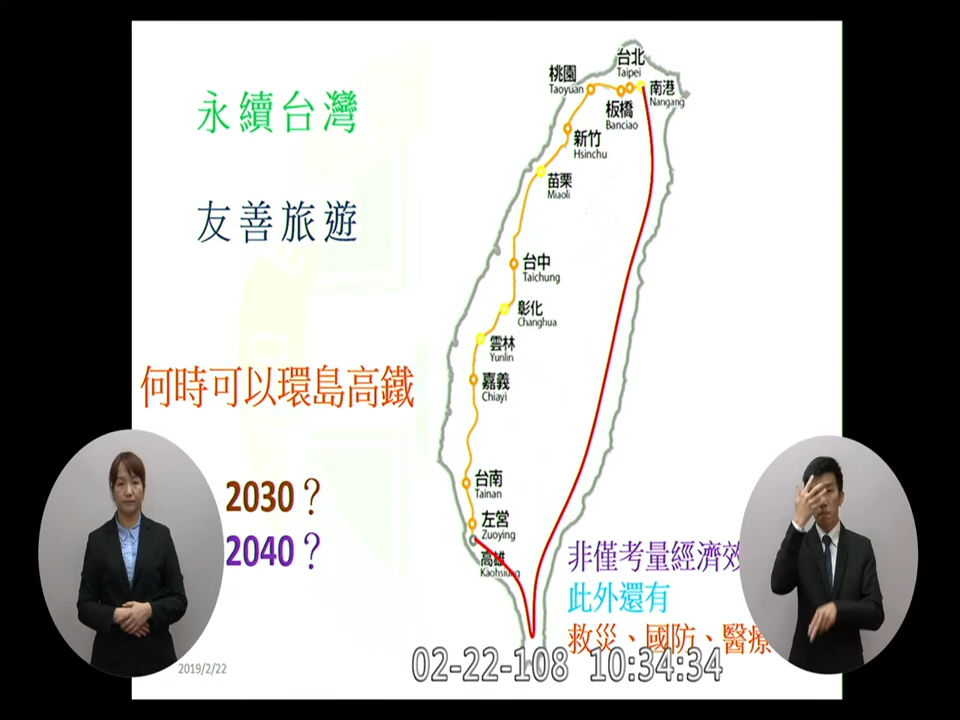 永續台灣
友善旅遊
何時可以環島高鐵
2030？
2040？
台北
Taipei
桃園
Taoyuan
南港
Nangang
板橋
Banciao
新竹
Hsinchu
苗栗
Miaoli
台中
Taichung
彰化
Changhua
雲林
Yunlin
嘉義
Chiayi
台南
Tainan
左營
Zuoying
高雄
Kaohsiung
非僅考量經濟效
此外還有
救災、國防、醫療
2019/2/22
02-22-108 10:34:34